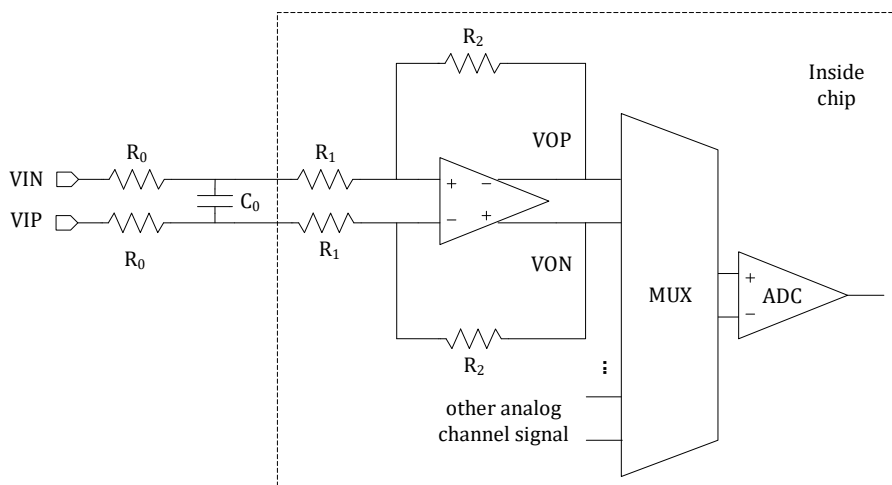 R₂
Inside
chip
VOP
R₀
R₁
VIN
+
−
C₀
VIP
−
+
R₀
R₁
VON
MUX
+
−
ADC
R₂
⋮
other analog
channel signal